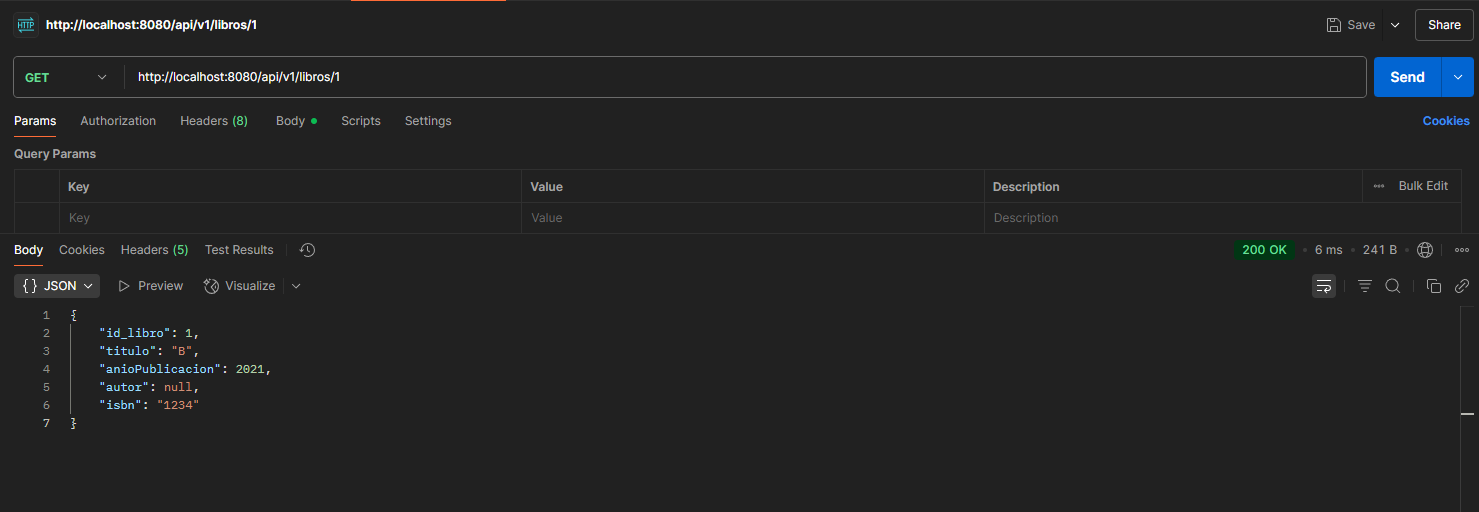 HTTP http://localhost:8080/api/v1/libros/1 Save Share
GET http://localhost:8080/api/v1/libros/1 Send
Params Authorization Headers (8) Body Scripts Settings Cookies
Query Params
Key Value Description Bulk Edit
Key Value Description
Body Cookies Headers (5) Test Results 200 OK 6 ms 241 B
{} JSON Preview Visualize
1 {
2 "id_libro": 1,
3 "titulo": "B",
4 "anioPublicacion": 2021,
5 "autor": null,
6 "isbn": "1234"
7 }